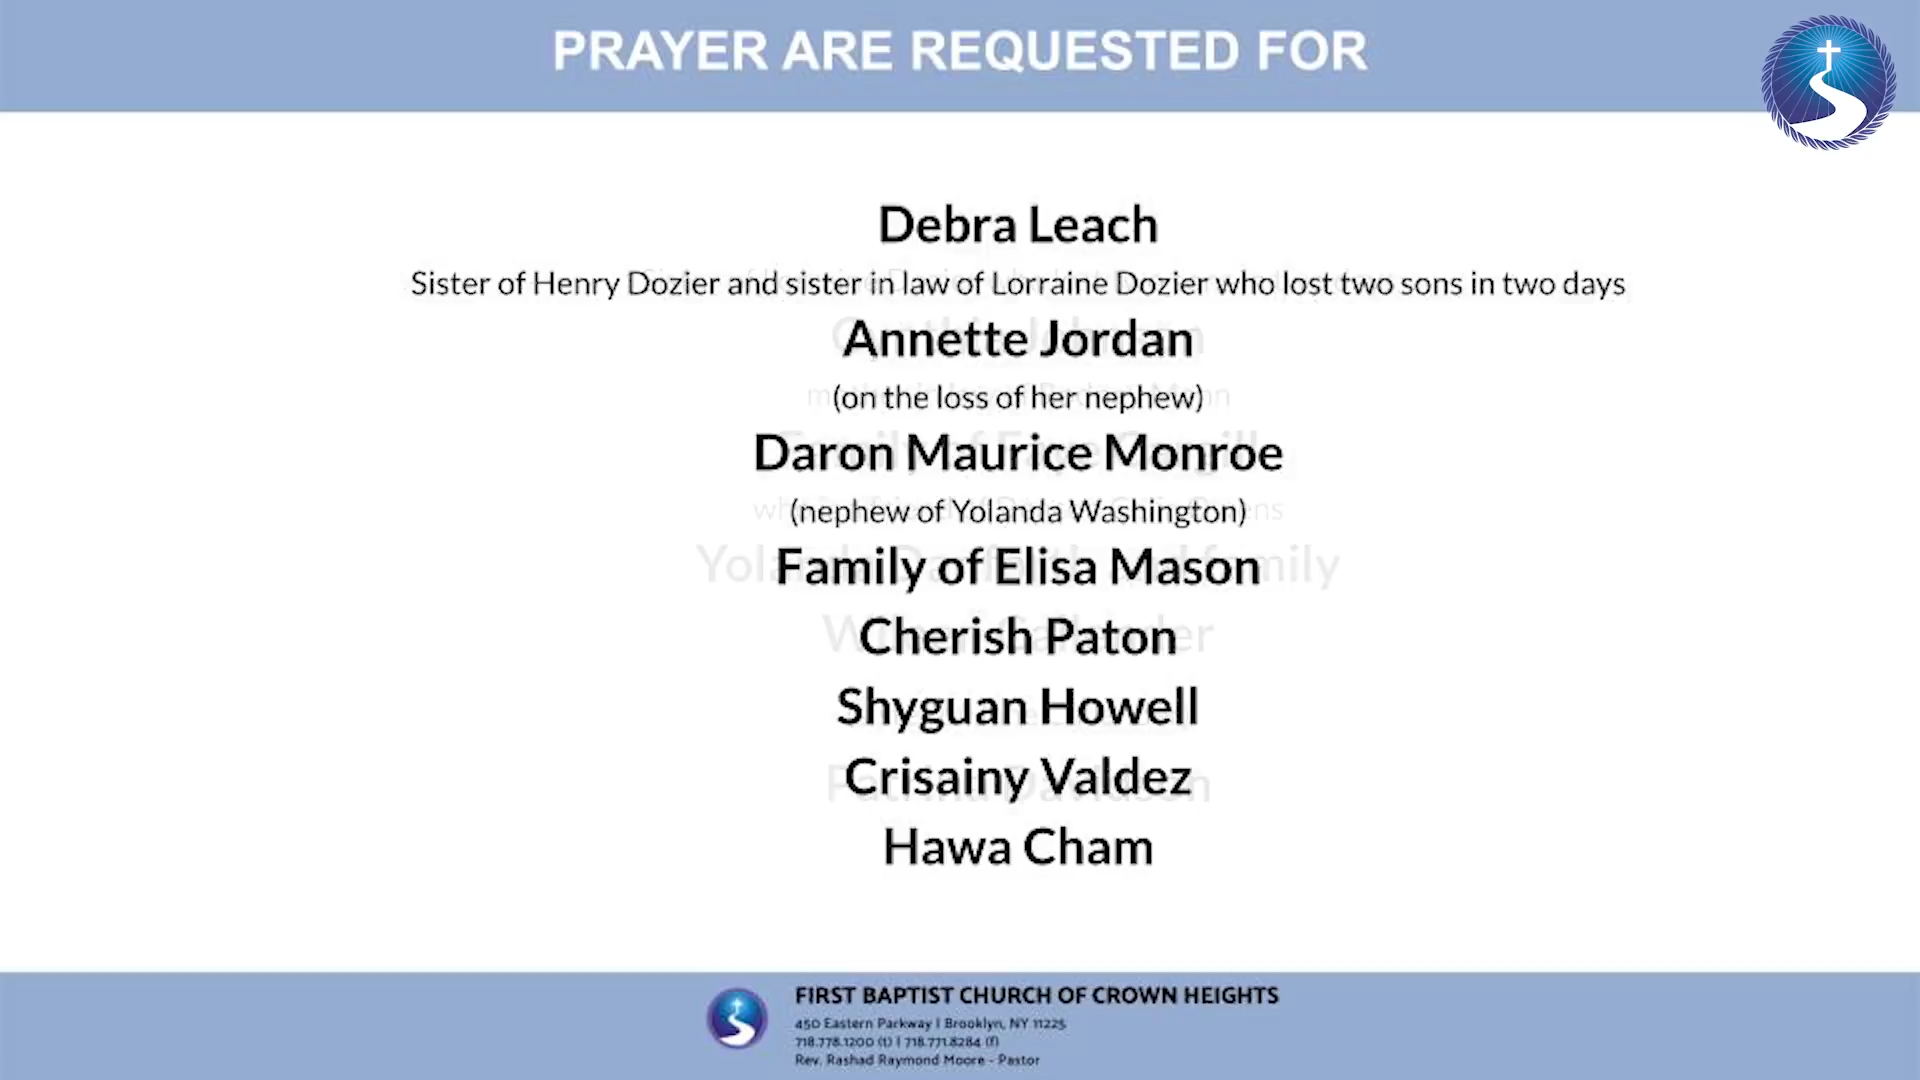 PRAYER ARE REQUESTED FOR
Debra Leach
Sister of Henry Dozier and sister in law of Lorraine Dozier who lost two sons in two days
Annette Jordan
(on the loss of her nephew)
Daron Maurice Monroe
(nephew of Yolanda Washington)
Family of Elisa Mason
Cherish Paton
Shyguan Howell
Crisainy Valdez
Hawa Cham
FIRST BAPTIST CHURCH OF CROWN HEIGHTS
450 Eastern Parkway | Brooklyn, NY 11225
718.778.1200 (t) | 718.771.8284 (f)
Rev. Rashad Raymond Moore - Pastor